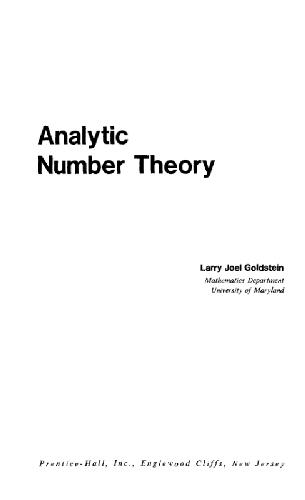 Analytic
Number Theory
Larry Joel Goldstein
Mathematics Department
University of Maryland
Prentice-Hall, Inc., Englewood Cliffs, New Jersey